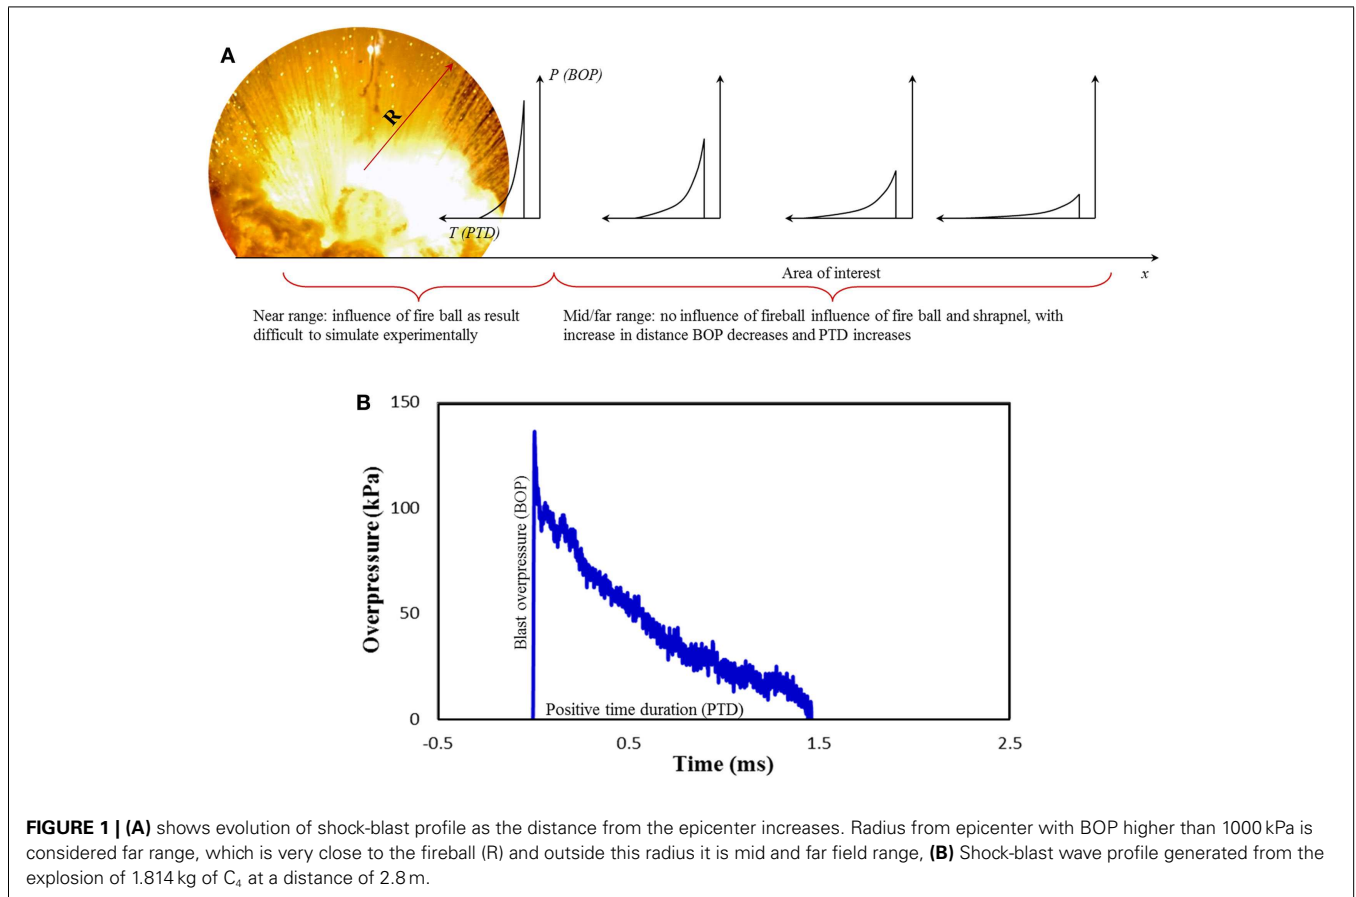 A
R
P (BOP)
T (PTD)
Area of interest
x
Near range: influence of fire ball as result
difficult to simulate experimentally
Mid/far range: no influence of fireball influence of fire ball and shrapnel, with
increase in distance BOP decreases and PTD increases
B
150
100
50
0
Overpressure(kPa)
Blast overpressure (BOP)
Positive time duration (PTD)
-0.5
0.5
1.5
2.5
Time (ms)
FIGURE 1 | (A) shows evolution of shock-blast profile as the distance from the epicenter increases. Radius from epicenter with BOP higher than 1000 kPa is
considered far range, which is very close to the fireball (R) and outside this radius it is mid and far field range, (B) Shock-blast wave profile generated from the
explosion of 1.814 kg of C₄ at a distance of 2.8 m.